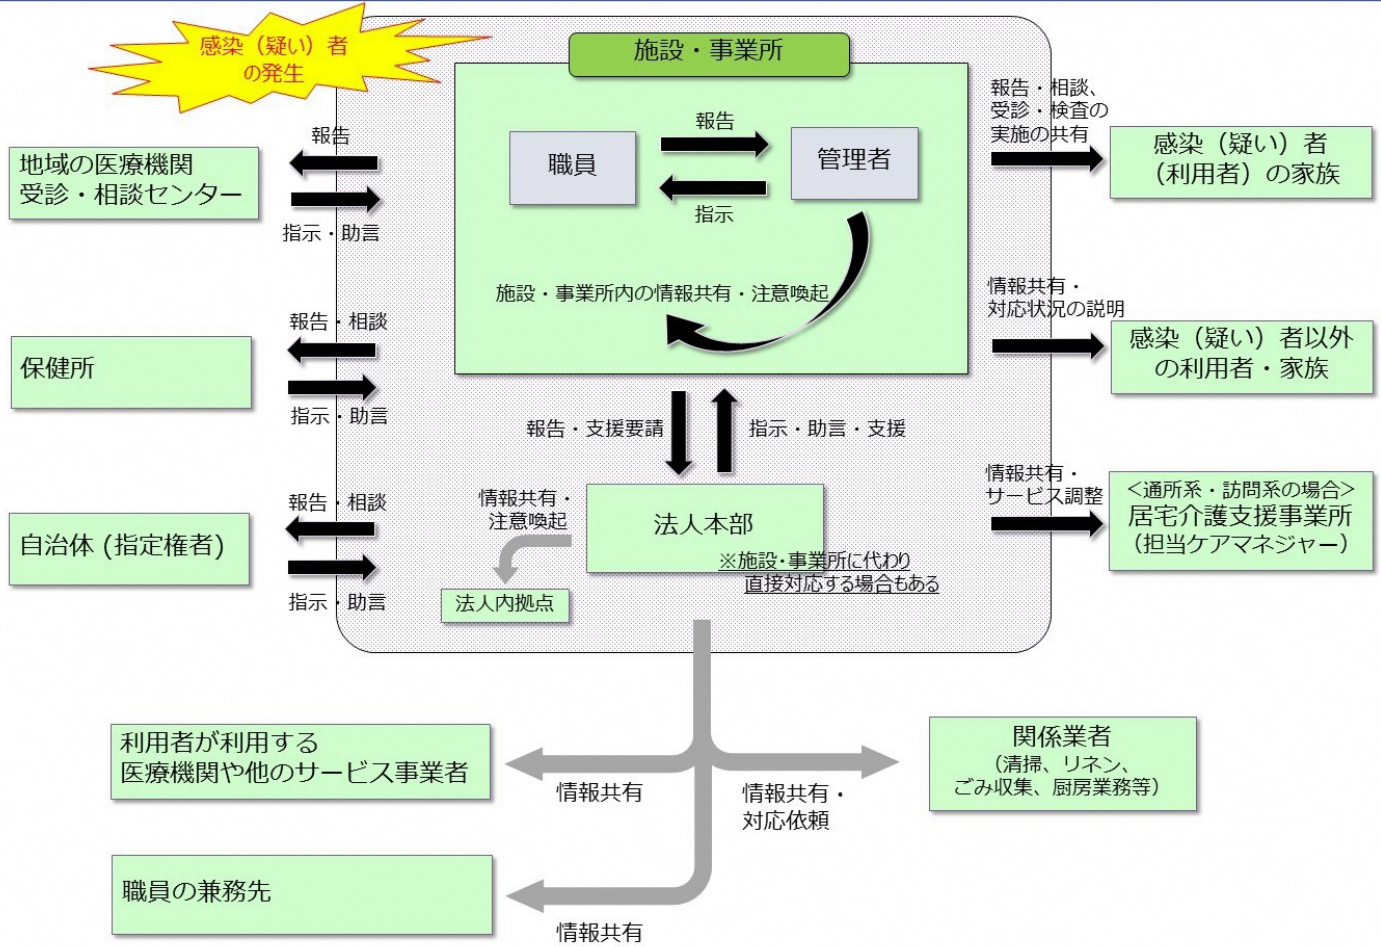 感染（疑い）者
の発生
施設・事業所
職員
報告
管理者
指示
施設・事業所内の情報共有・注意喚起
報告
地域の医療機関
受診・相談センター
指示・助言
報告・相談
保健所
指示・助言
報告・相談
自治体 (指定権者)
指示・助言
報告・相談、
受診・検査の
実施の共有
感染（疑い）者
（利用者）の家族
情報共有・
対応状況の説明
感染（疑い）者以外
の利用者・家族
情報共有・
サービス調整
＜通所系・訪問系の場合＞
居宅介護支援事業所
（担当ケアマネジャー）
報告・支援要請
指示・助言・支援
情報共有・
注意喚起
法人本部
※施設・事業所に代わり
直接対応する場合もある
法人内拠点
利用者が利用する
医療機関や他のサービス事業者
情報共有
情報共有・
対応依頼
関係業者
（清掃、リネン、
ごみ収集、厨房業務等）
職員の兼務先
情報共有